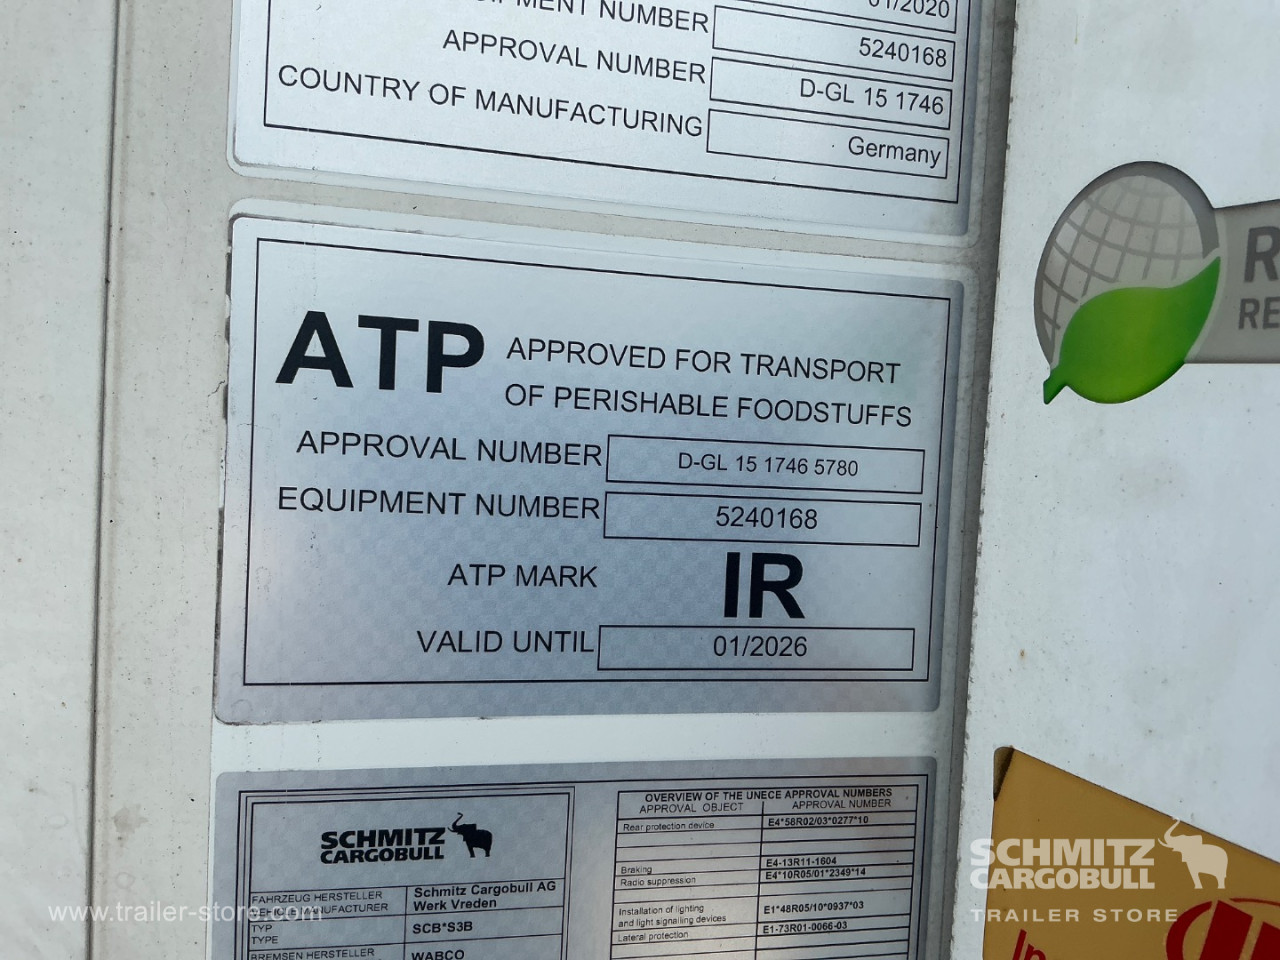 01/2020
EQUIPMENT NUMBER 5240168
APPROVAL NUMBER D-GL 15 1746
COUNTRY OF MANUFACTURING Germany
ATP APPROVED FOR TRANSPORT
OF PERISHABLE FOODSTUFFS
APPROVAL NUMBER D-GL 15 1746 5780
EQUIPMENT NUMBER 5240168
ATP MARK IR
VALID UNTIL 01/2026
SCHMITZ
CARGOBULL
FAHRZEUG HERSTELLER
VEHICLE MANUFACTURER
Schmitz Cargobull AG
Werk Vreden
TYP
TYPE
SCB*S3B
BREMSEN HERSTELLER WABCO
OVERVIEW OF THE UNECE APPROVAL NUMBERS
APPROVAL OBJECT APPROVAL NUMBER
Rear protection device E4*58R02/03*0277*10
Braking E4-13R11-1604
Radio suppression E4*10R05/01*2349*14
Installation of lighting
and light signalling devices
E1*48R05/10*0937*03
Lateral protection E1-73R01-0066-03
R
RE
In
SCHMITZ
CARGOBULL
TRAILER STORE
www.trailer-store.com